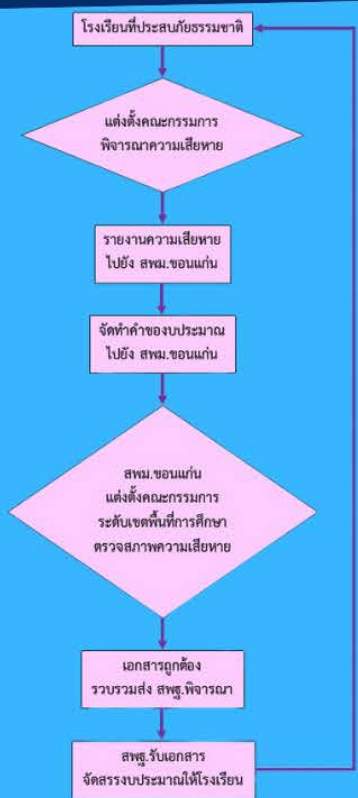 โรงเรียนที่ประสบภัยธรรมชาติ
แต่งตั้งคณะกรรมการ
พิจารณาความเสียหาย
รายงานความเสียหาย
ไปยัง สพม.ขอนแก่น
จัดทำคำของบประมาณ
ไปยัง สพม.ขอนแก่น
สพม.ขอนแก่น
แต่งตั้งคณะกรรมการ
ระดับเขตพื้นที่การศึกษา
ตรวจสภาพความเสียหาย
เอกสารถูกต้อง
รวบรวมส่ง สพฐ.พิจารณา
สพฐ.รับเอกสาร
จัดสรรงบประมาณให้โรงเรียน